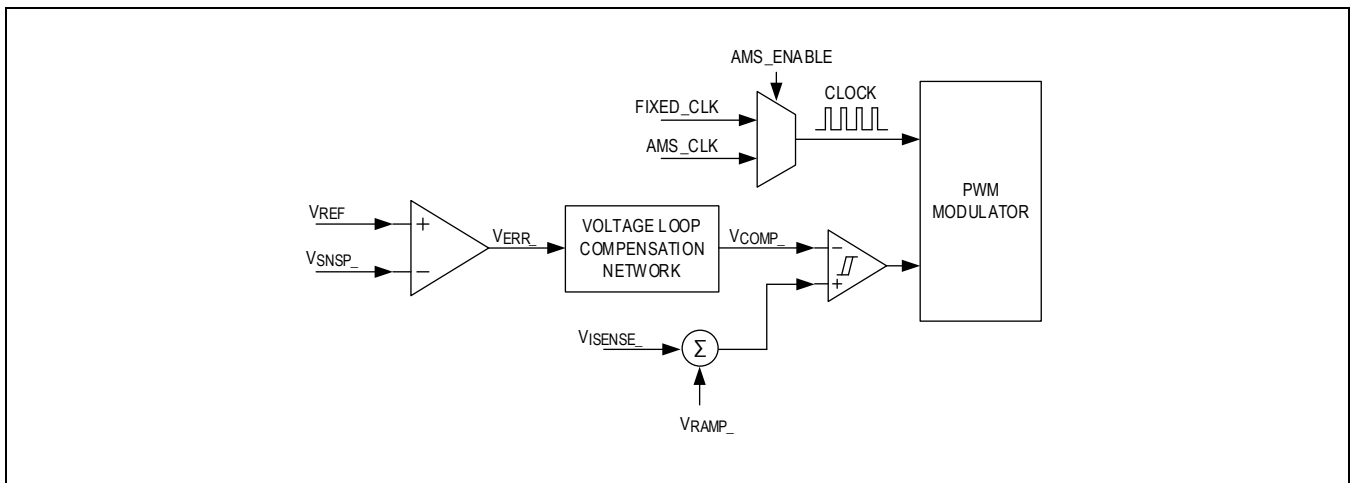 AMS_ENABLE
FIXED_CLK
CLOCK
AMS_CLK
PWM
MODULATOR
VREF
+
VSNSP_
−
VERR_
VOLTAGE LOOP
COMPENSATION
NETWORK
VCOMP_
−
+
VISENSE_
Σ
VRAMP_